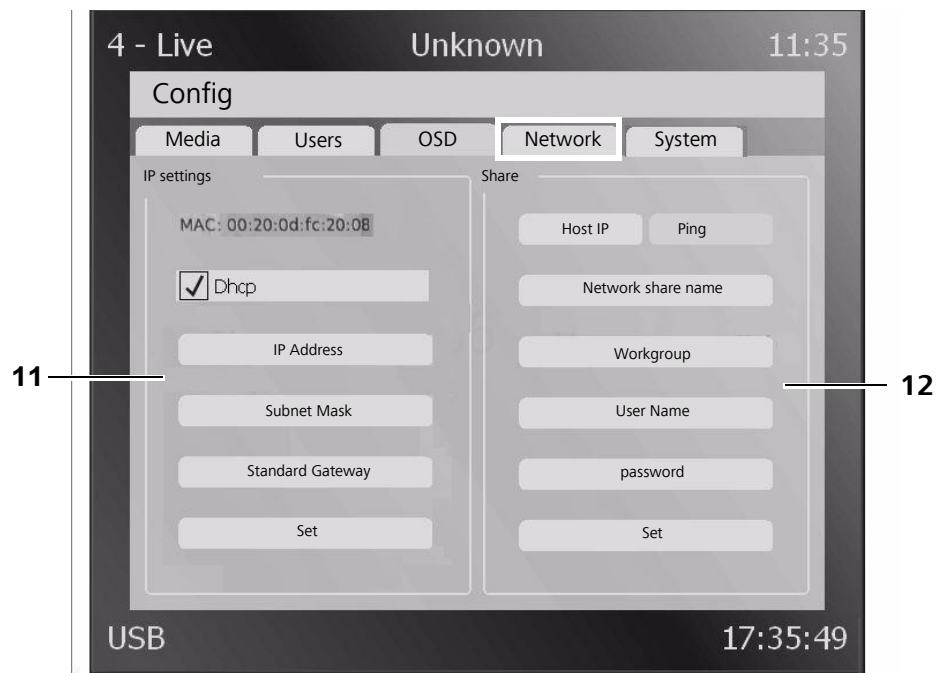 4 - Live Unknown 11:35
Config
Media Users OSD Network System
IP settings Share
MAC: 00:20:0d:fc:20:08
Host IP Ping
Dhcp
Network share name
IP Address
Workgroup
11
12
Subnet Mask
User Name
Standard Gateway
password
Set
Set
USB 17:35:49